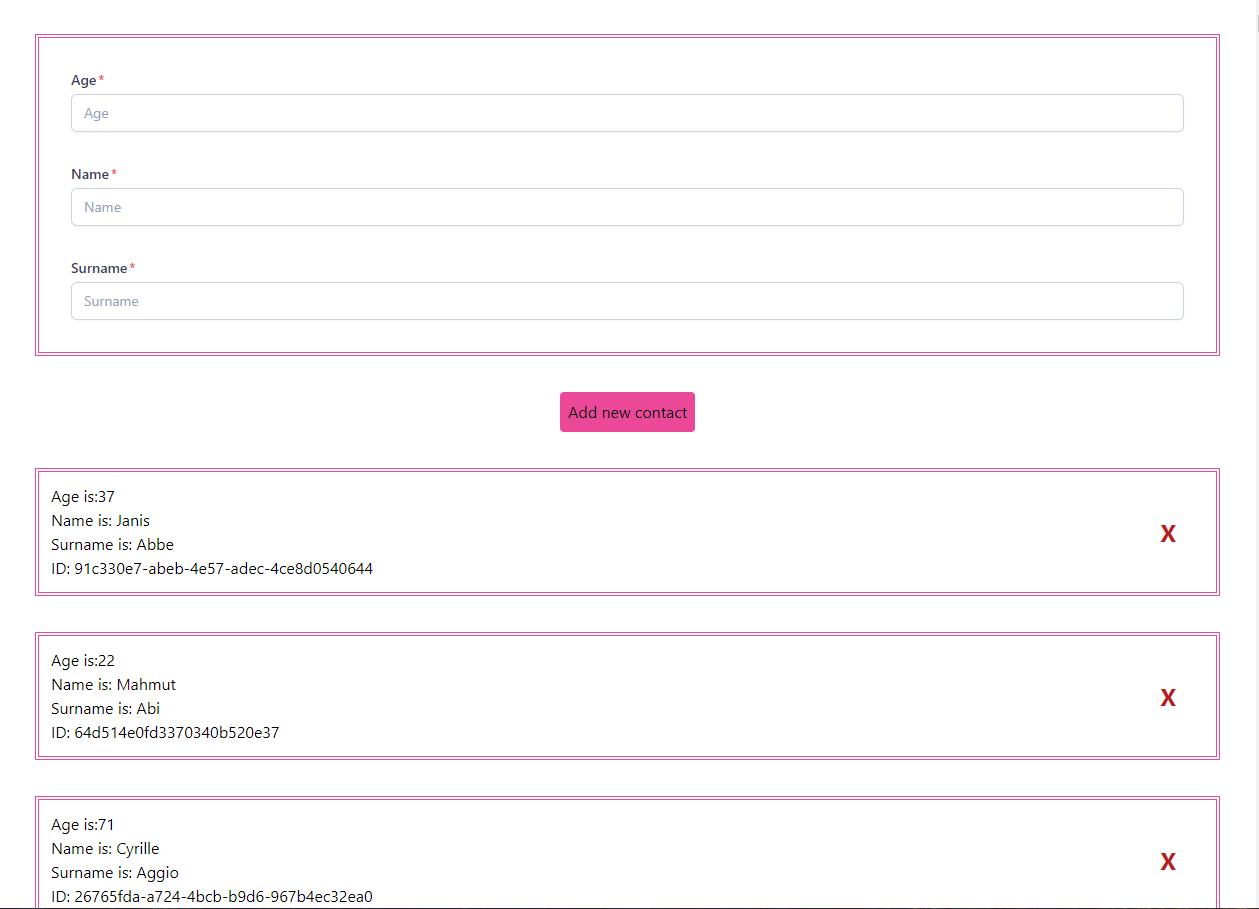 Age*
Age
Name*
Name
Surname*
Surname
Add new contact
Age is:37
Name is: Janis
Surname is: Abbe
ID: 91c330e7-abeb-4e57-adec-4ce8d0540644
X
Age is:22
Name is: Mahmut
Surname is: Abi
ID: 64d514e0fd3370340b520e37
X
Age is:71
Name is: Cyrille
Surname is: Aggio
ID: 26765fda-a724-4bcb-b9d6-967b4ec32ea0
X